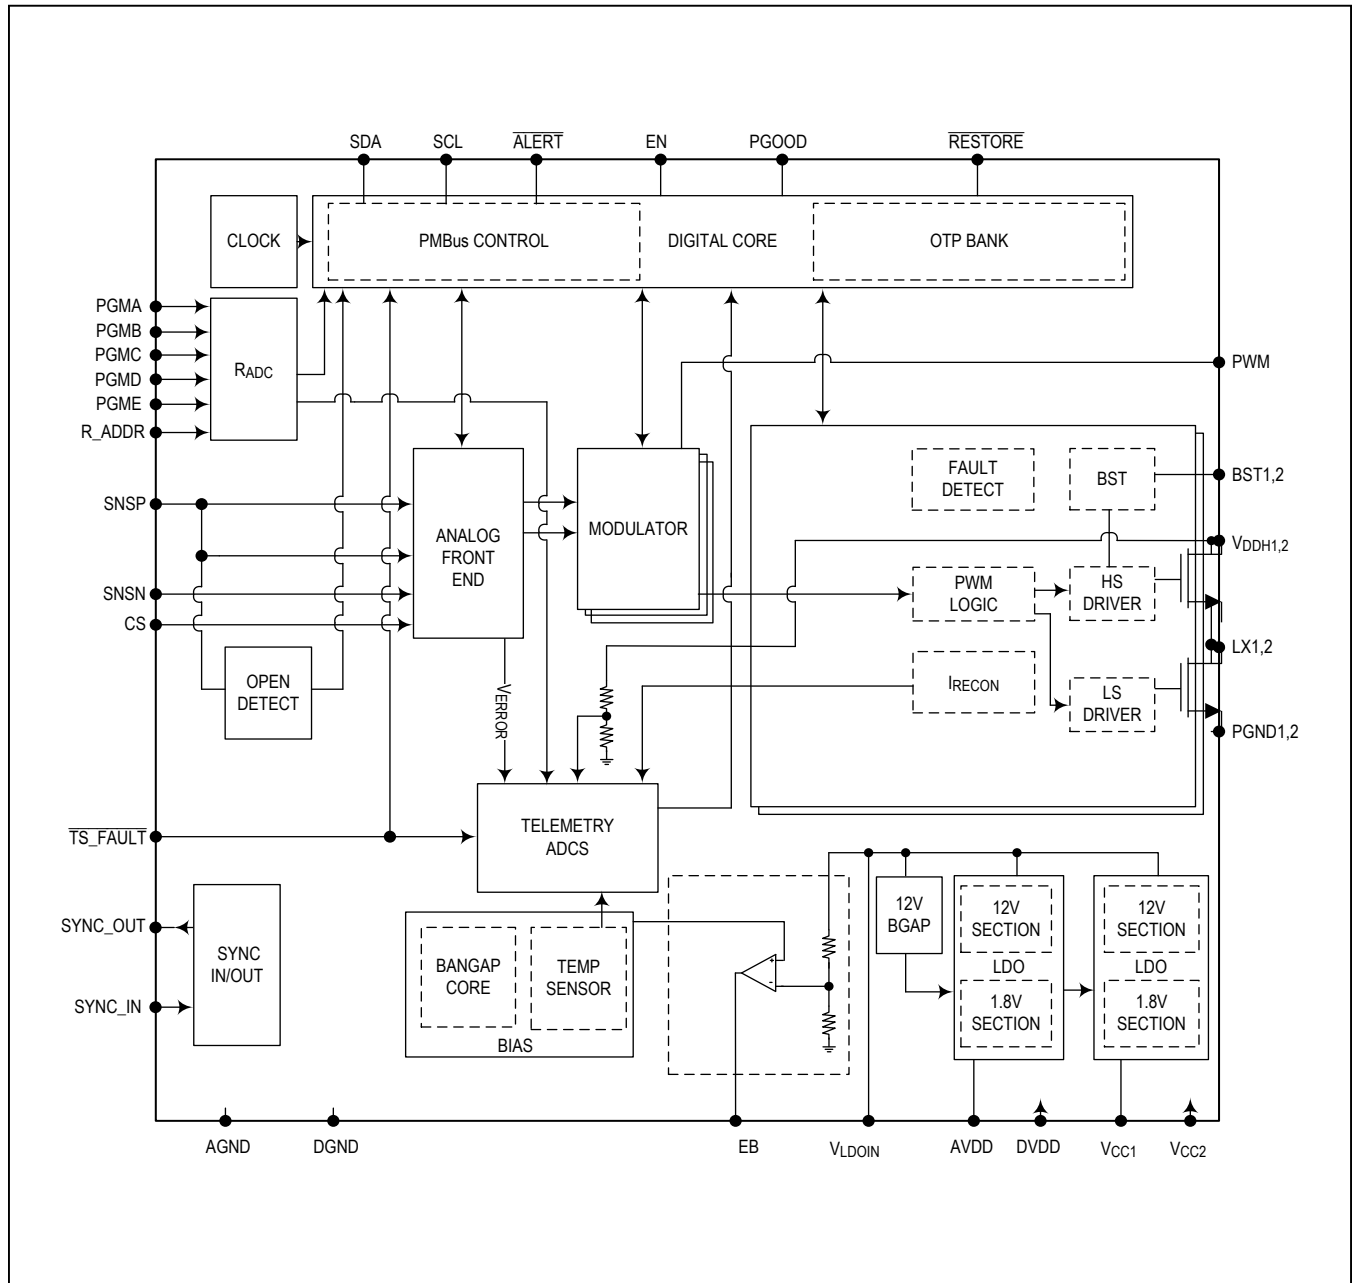 SDA
SCL
ALERT
EN
PGOOD
RESTORE
CLOCK
PMBus CONTROL
DIGITAL CORE
OTP BANK
PGMA
PGMB
PGMC
PGMD
PGME
R_ADDR
RADC
PWM
SNSP
SNSN
CS
ANALOG
FRONT
END
MODULATOR
FAULT
DETECT
BST
BST1,2
VDDH1,2
PWM
LOGIC
HS
DRIVER
LX1,2
OPEN
DETECT
VERROR
IRECON
LS
DRIVER
PGND1,2
TS_FAULT
TELEMETRY
ADCS
SYNC_OUT
SYNC_IN
SYNC
IN/OUT
BANGAP
CORE
TEMP
SENSOR
BIAS
+
-
12V
BGAP
12V
SECTION
LDO
1.8V
SECTION
12V
SECTION
LDO
1.8V
SECTION
AGND
DGND
EB
VLDOIN
AVDD
DVDD
VCC1
VCC2